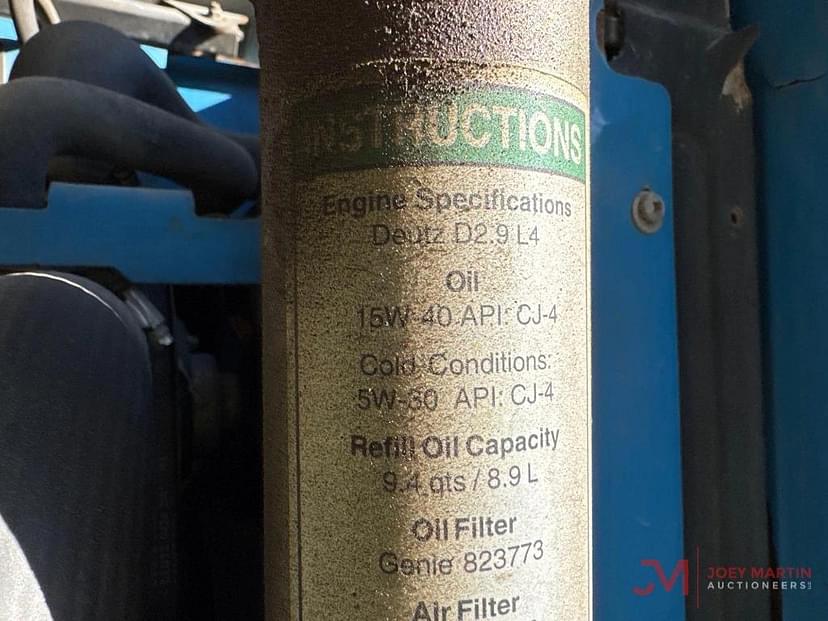 INSTRUCTIONS
Engine Specifications
Deutz D2.9 L4
Oil
15W-40 API: CJ-4
Cold Conditions:
5W-30 API: CJ-4
Refill Oil Capacity
9.4 qts / 8.9 L
Oil Filter
Genie 823773
Air Filter
JM JOEY MARTIN
AUCTIONEERS